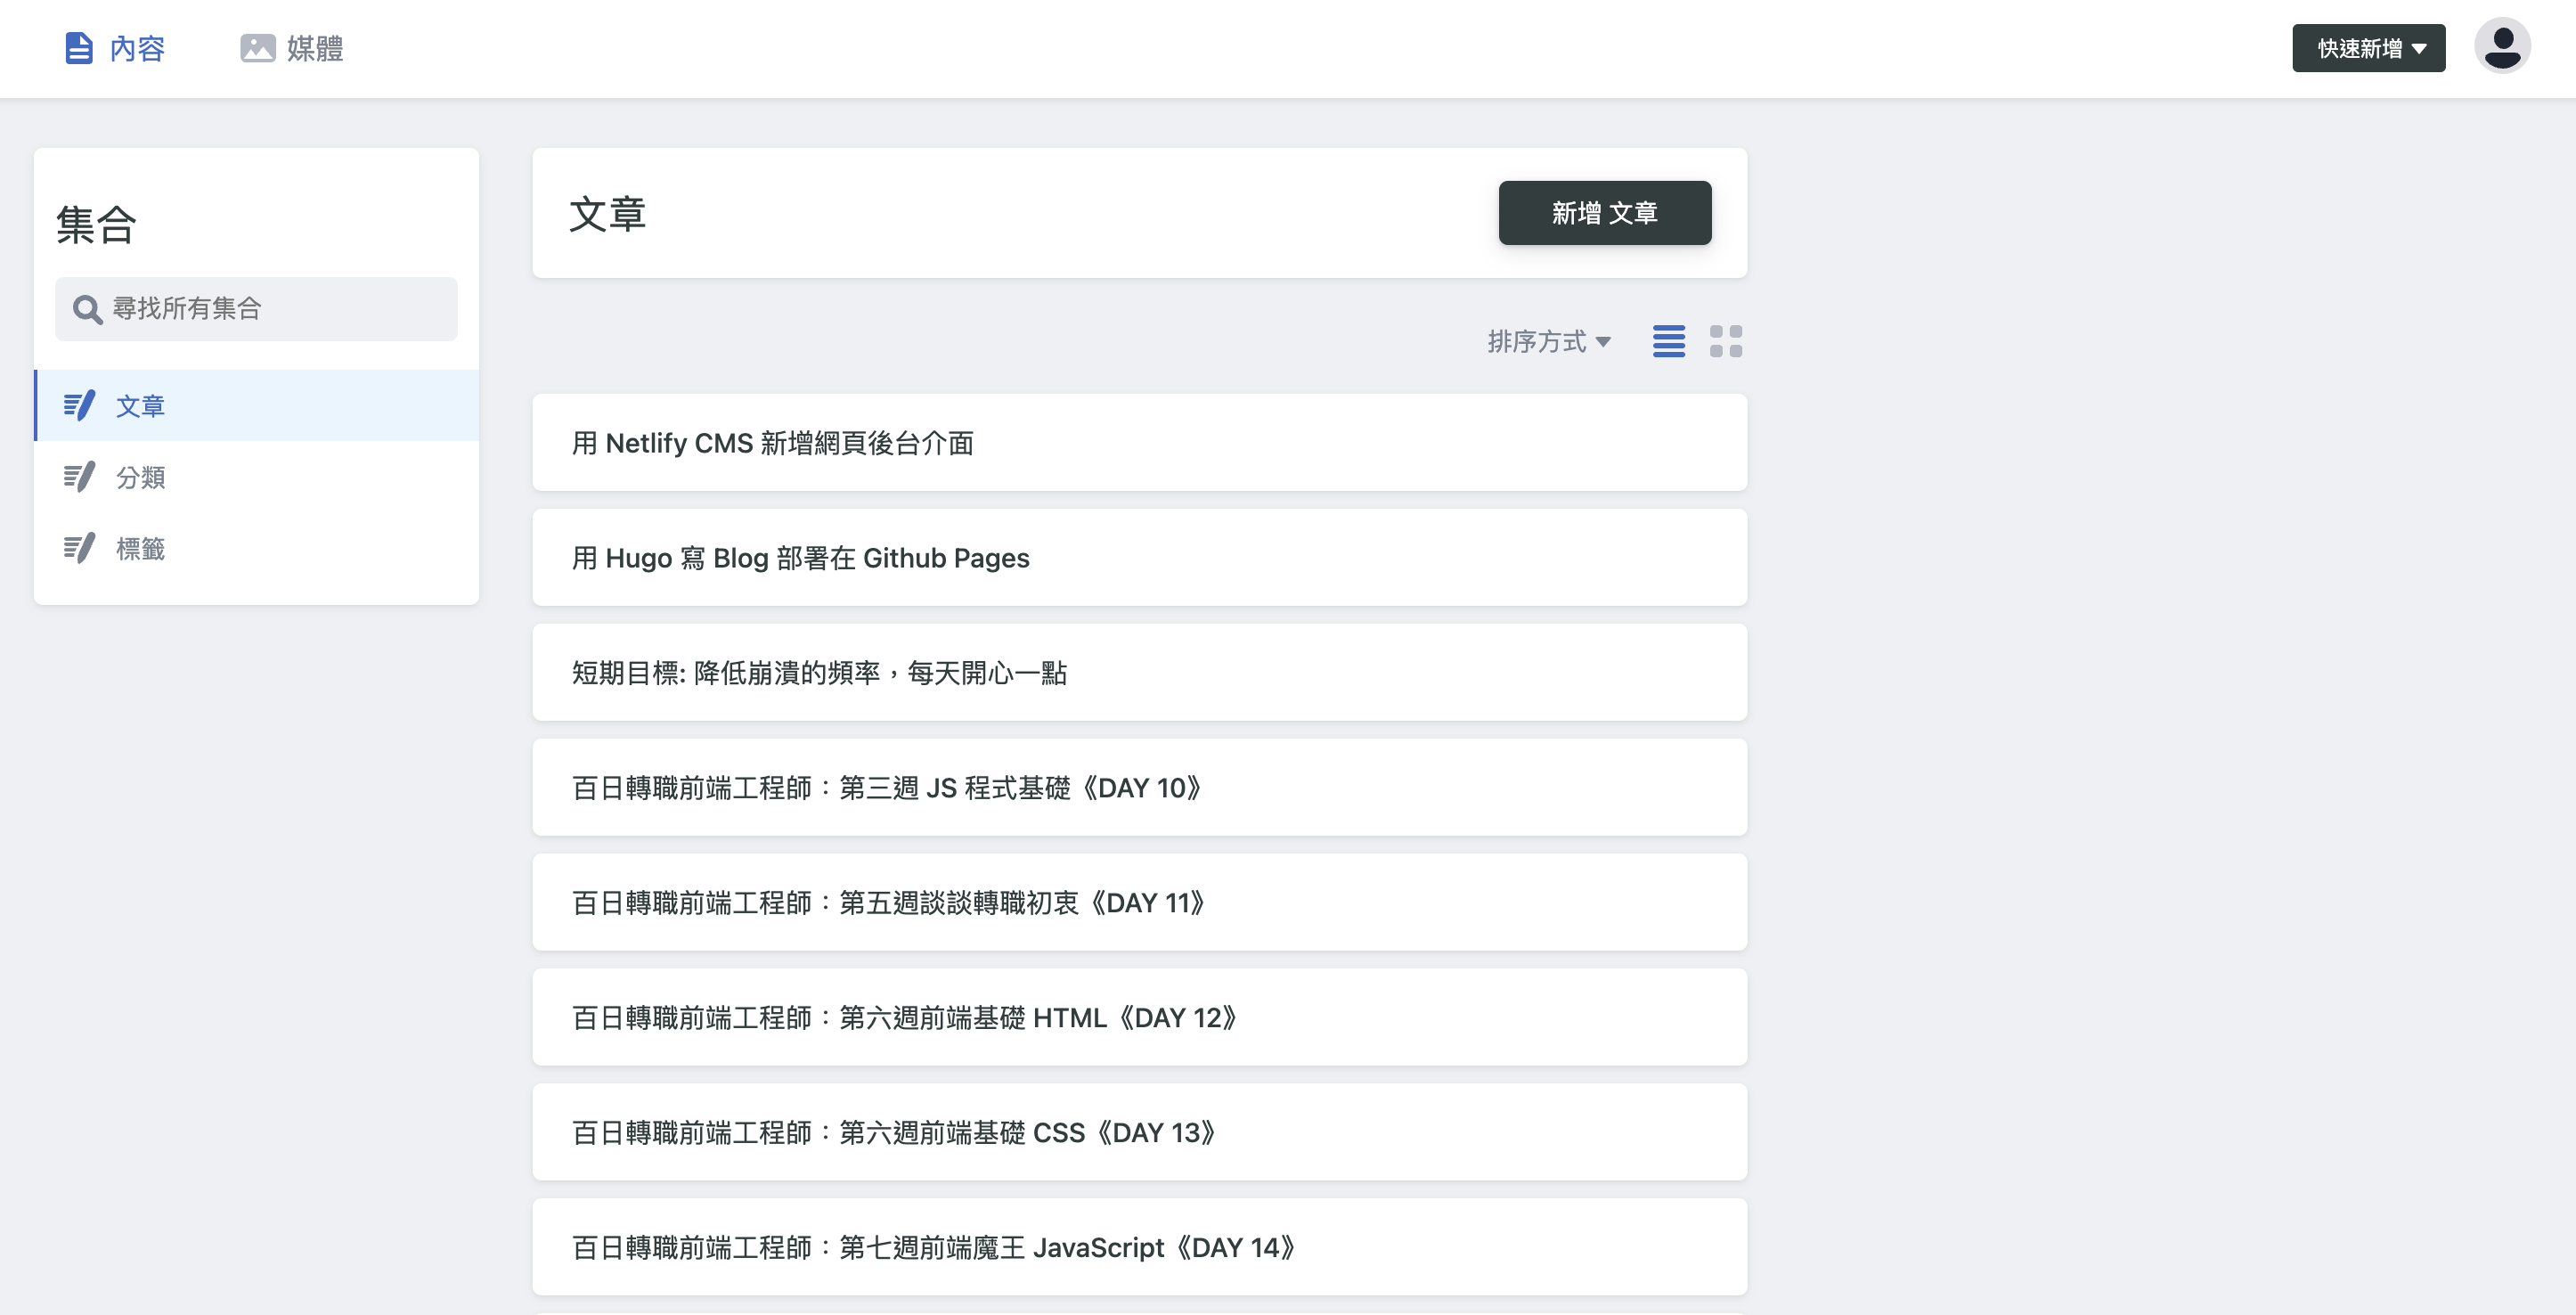 內容
媒體
快速新增
集合
尋找所有集合
文章
分類
標籤
文章
新增 文章
排序方式
用 Netlify CMS 新增網頁後台介面
用 Hugo 寫 Blog 部署在 Github Pages
短期目標: 降低崩潰的頻率，每天開心一點
百日轉職前端工程師：第三週 JS 程式基礎《DAY 10》
百日轉職前端工程師：第五週談談轉職初衷《DAY 11》
百日轉職前端工程師：第六週前端基礎 HTML《DAY 12》
百日轉職前端工程師：第六週前端基礎 CSS《DAY 13》
百日轉職前端工程師：第七週前端魔王 JavaScript《DAY 14》